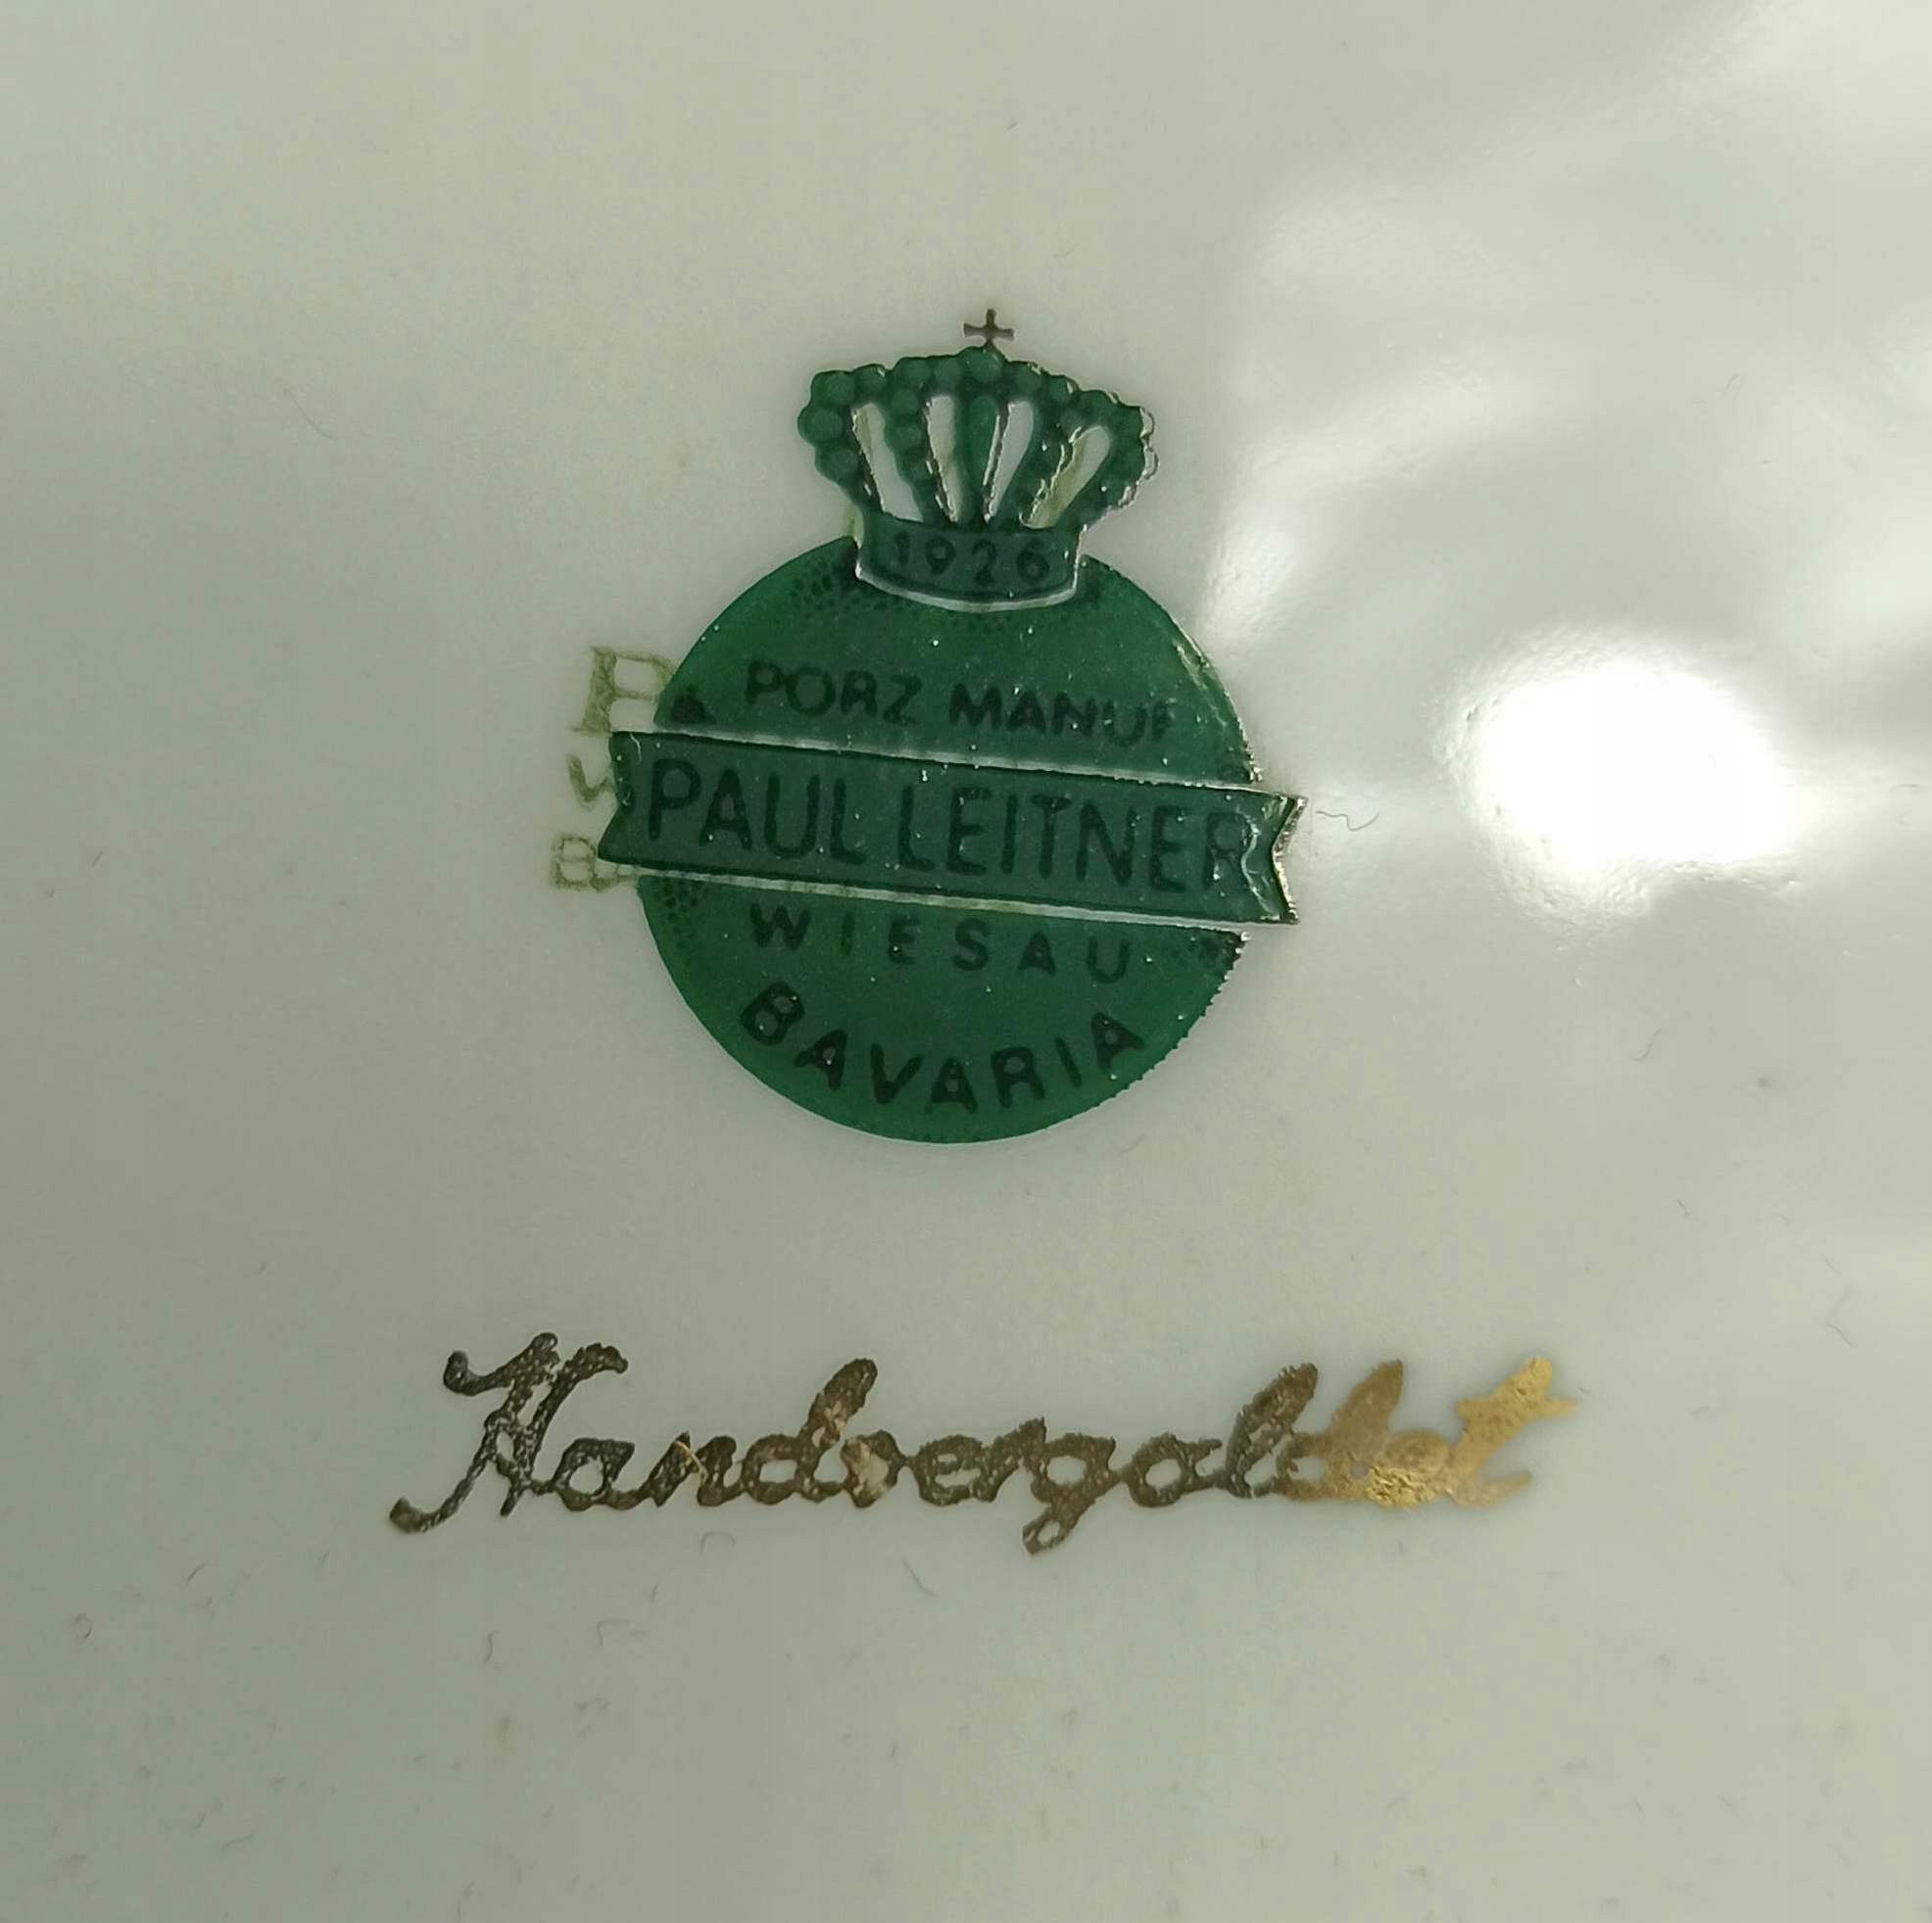 1926
PORZ MANUF
PAUL LEITNER
WIESAU
BAVARIA
Handvergoldet